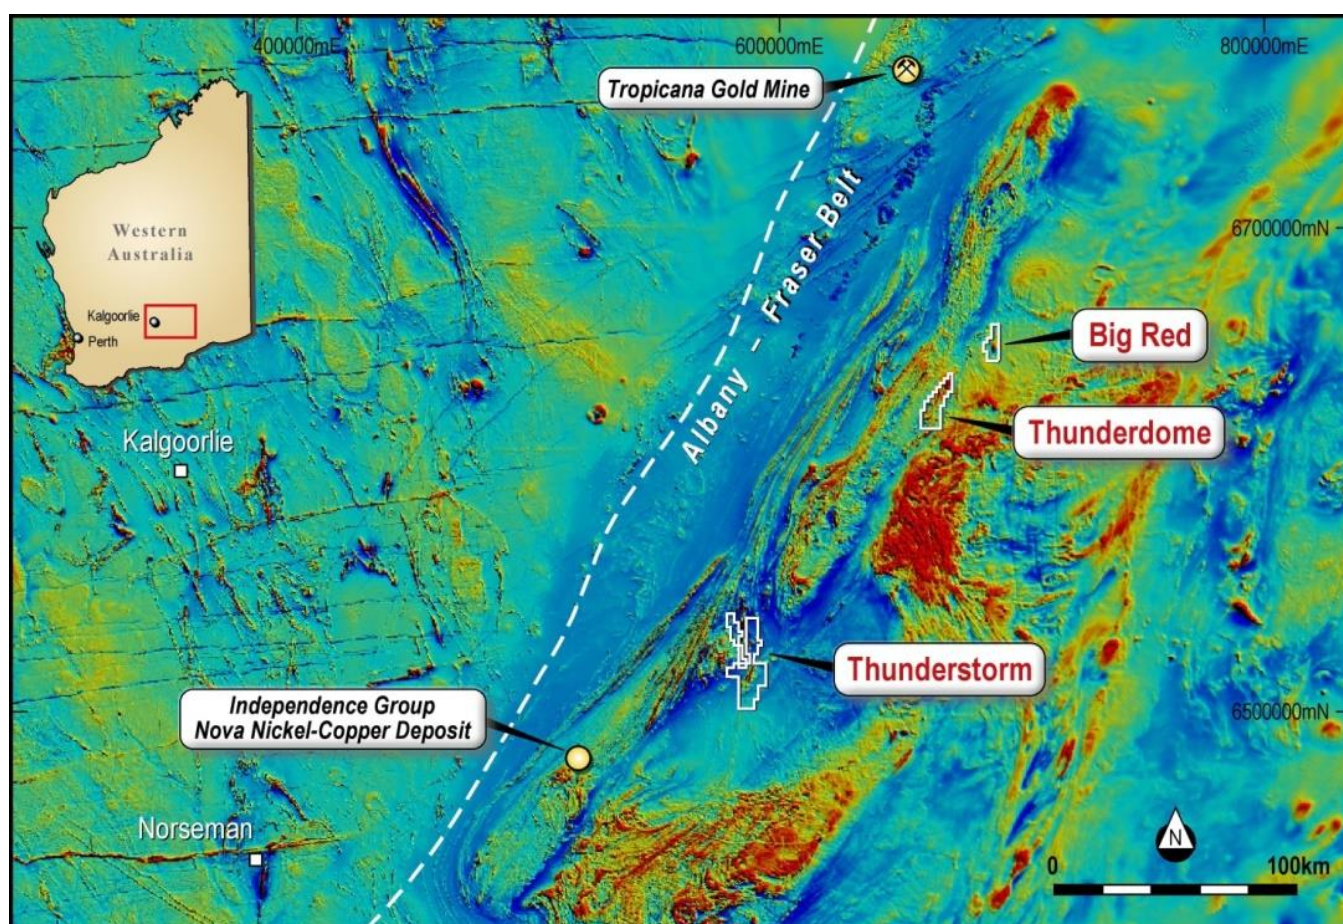 400000mE
600000mE
800000mE
Tropicana Gold Mine
Albany - Fraser Belt
6700000mN
Western
Australia
Kalgoorlie
Perth
Big Red
Thunderdome
Kalgoorlie
Thunderstorm
Independence Group
Nova Nickel-Copper Deposit
6500000mN
Norseman
N
0
100km